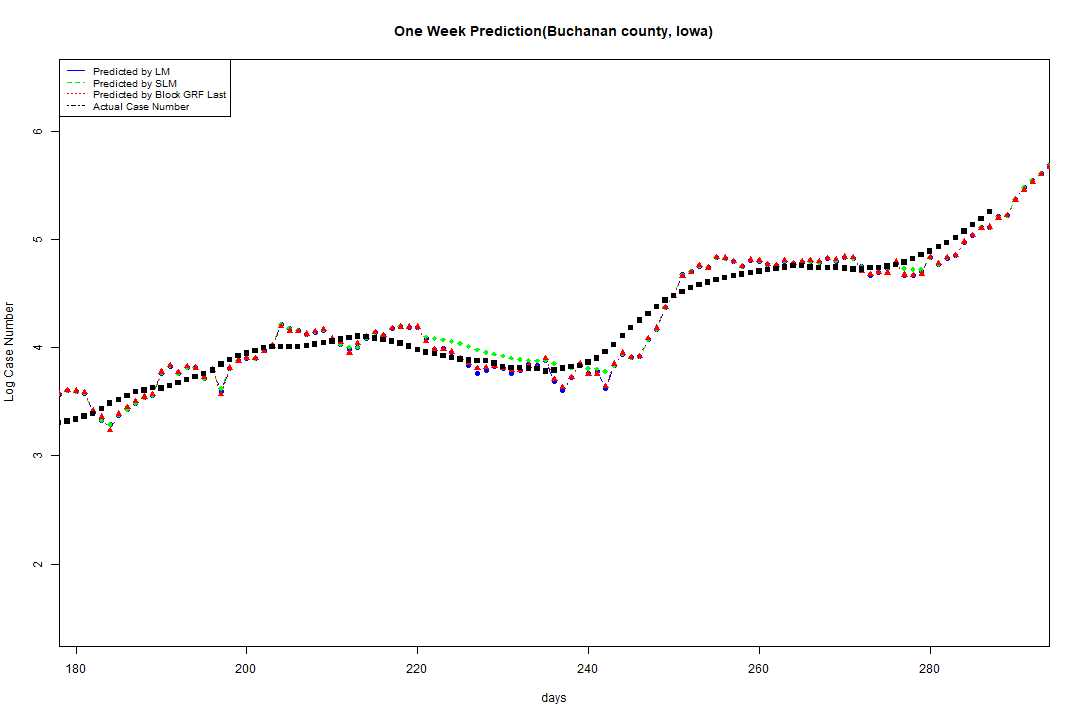 One Week Prediction(Buchanan county, Iowa)
Predicted by LM
Predicted by SLM
Predicted by Block GRF Last
Actual Case Number
6
5
4
3
2
Log Case Number
180 200 220 240 260 280
days